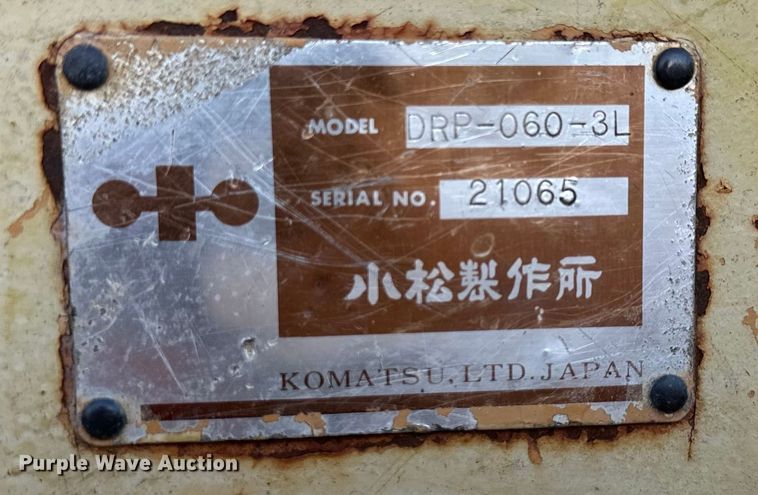 MODEL DRP-060-3L
SERIAL NO. 21065
小松製作所
KOMATSU, LTD. JAPAN
Purple Wave Auction